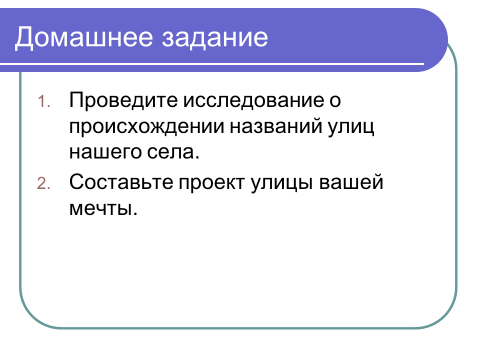 Домашнее задание
1. Проведите исследование о
происхождении названий улиц
нашего села.
2. Составьте проект улицы вашей
мечты.